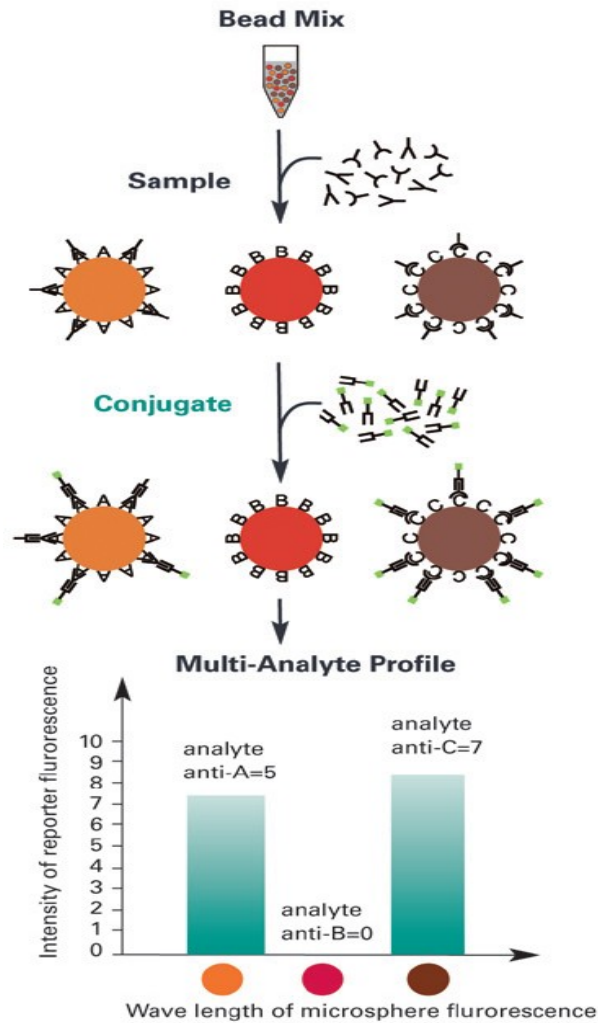 Bead Mix
Sample
A
B B B B B B B B B B B B
C C C C C C C C
Conjugate
A
B B B B B B B B B B B B
C C C C C C C C
Multi-Analyte Profile
Intensity of reporter flurorescence
10
9
8
7
6
5
4
3
2
1
0
analyte
anti-A=5
analyte
anti-B=0
analyte
anti-C=7
Wave length of microsphere flurorescence